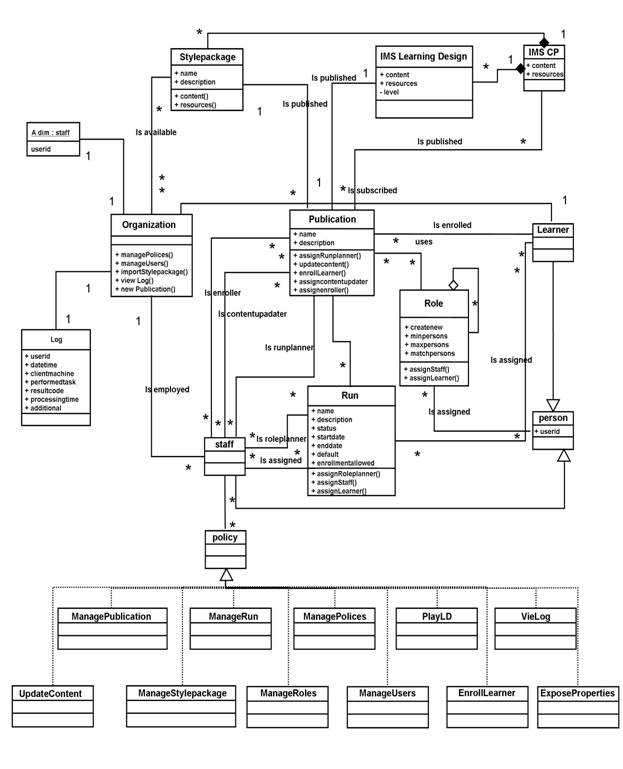 *
1
Stylepackage
+ name
+ description
+ content()
+ resources()
IMS Learning Design
+ content
+ resources
- level
IMS CP
+ content
+ resources
*
1
Is published
1
Is published
1
*
Is available
Is published
*
A dim : staff
userid
1
1
*
*
*
1
*
Is subscribed
1
Organization
+ managePolices()
+ manageUsers()
+ importStylepackage()
+ view Log()
+ new Publication()
Publication
+ name
+ description
+ assignRunplanner()
+ updatecontent()
+ enrollLearner()
+ assigncontentupdater
+ assignenroller()
Is enrolled
Learner
*
uses
*
*
*
*
*
*
*
*
1
1
1
Is enroller
Is contentupadater
Role
+ createnew
+ minpersons
+ maxpersons
+ matchpersons
+ assignStaff()
+ assignLearner()
*
Log
+ userid
+ datetime
+ clientmachine
+ performedtask
+ resultcode
+ processingtime
+ additional
Is runplanner
*
Is assigned
Is employed
*
Run
+ name
+ description
+ status
+ startdate
+ enddate
+ default
+ enrollmentallowed
+ assignRoleplanner()
+ assignStaff()
+ assignLearner()
*
Is assigned
person
+ userid
*
*
*
*
Is roleplanner
*
staff
*
Is assigned
*
*
*
*
*
policy
ManagePublication
ManageRun
ManagePolices
PlayLD
VieLog
UpdateContent
ManageStylepackage
ManageRoles
ManageUsers
EnrollLearner
ExposeProperties